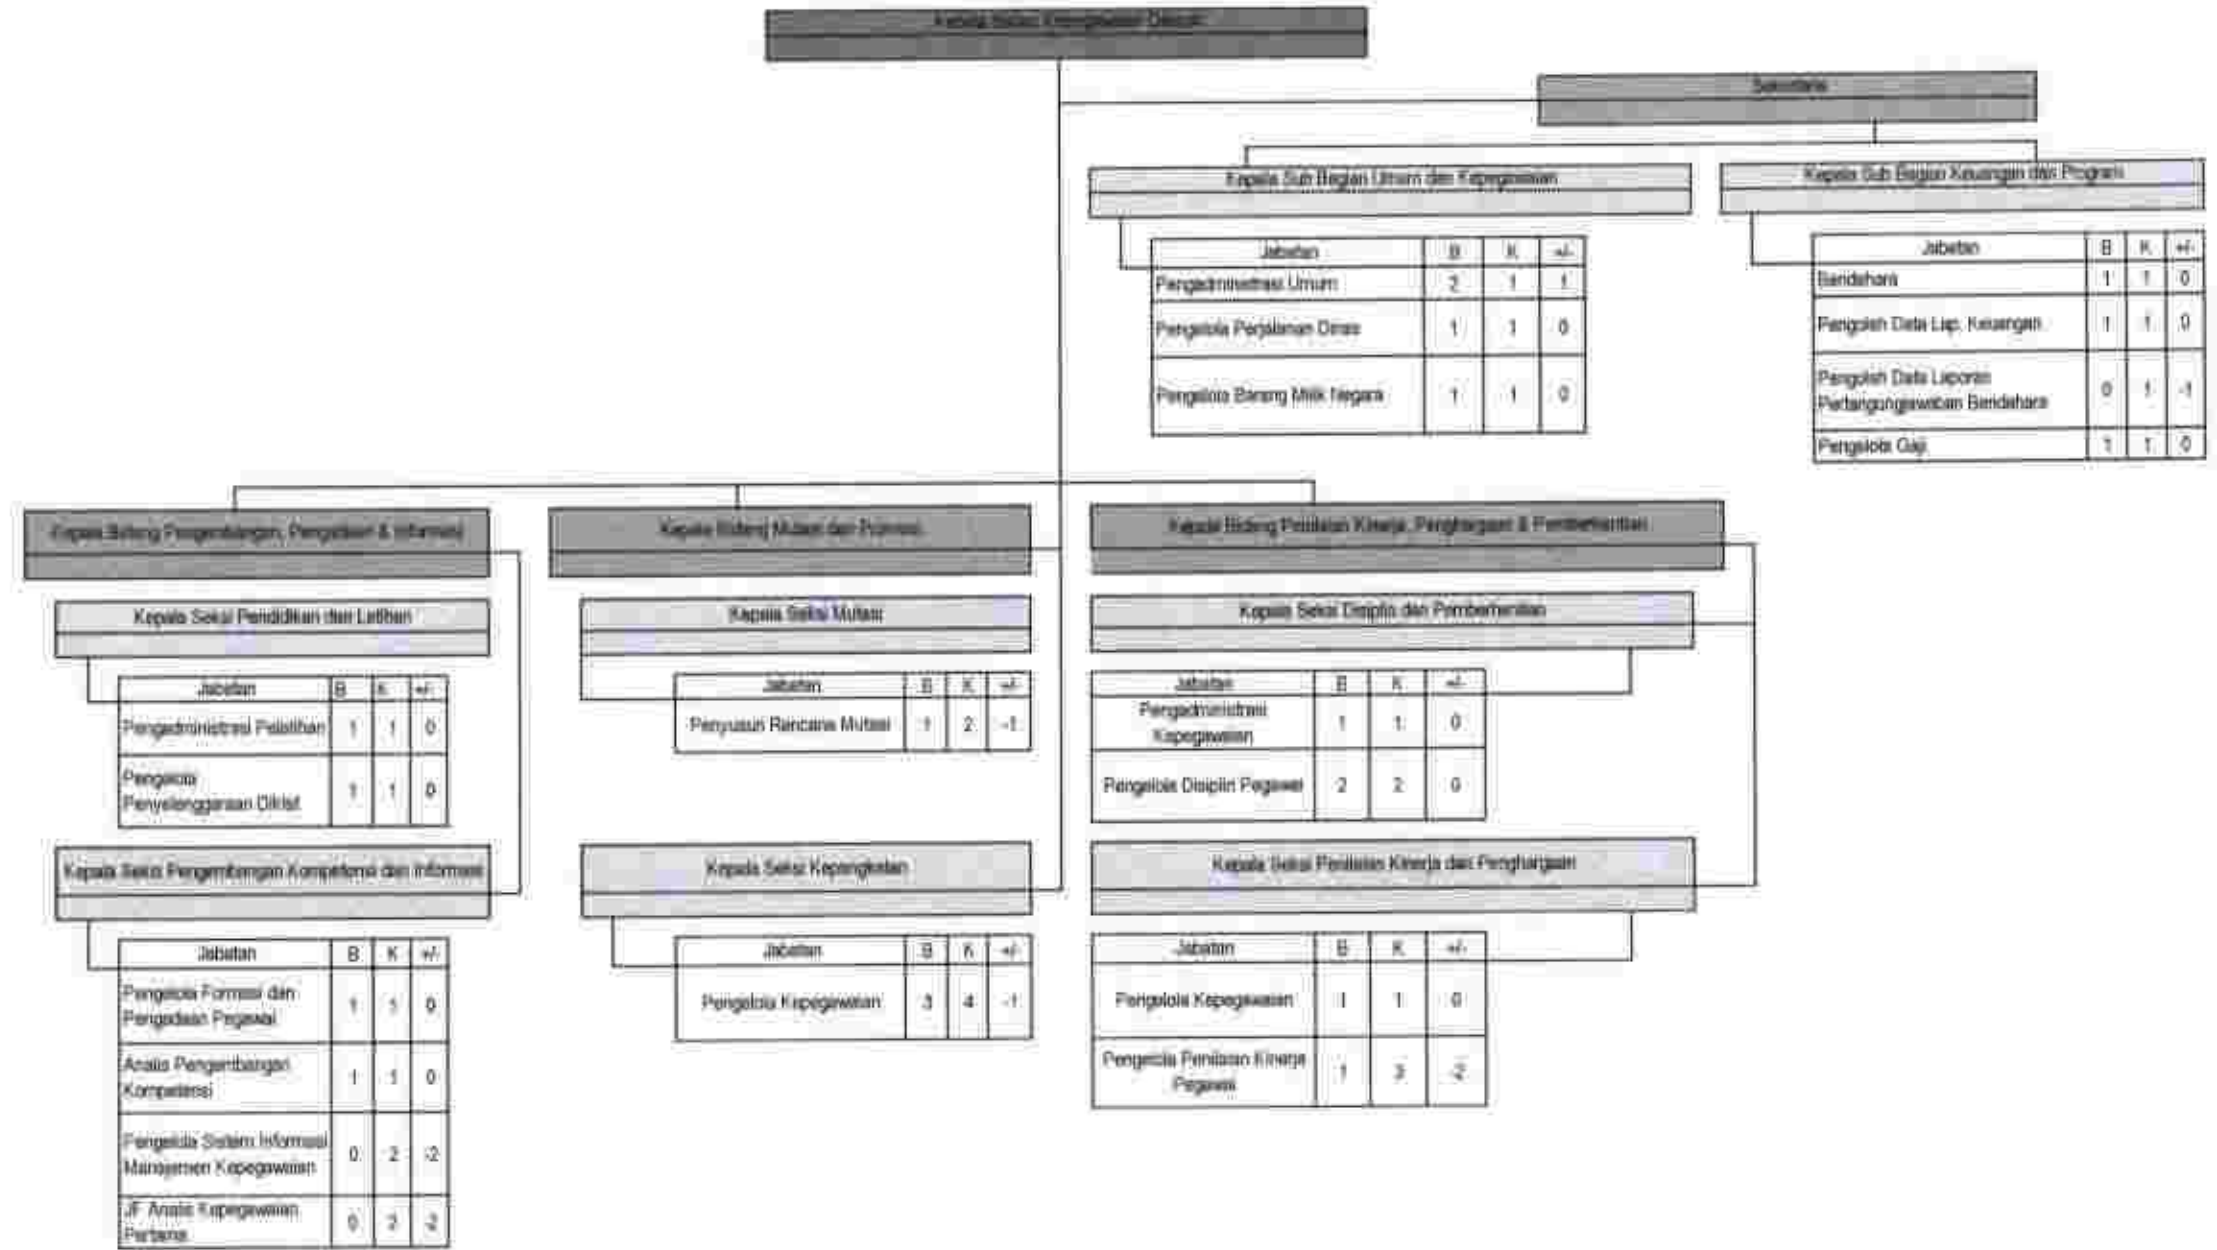 Kepala Badan Kepegawaian Daerah
Sekretaris
Kepala Sub Bagian Umum dan Kepegawaian
Kepala Sub Bagian Keuangan dan Program
Jabatan B K +/-
Pengadministrasi Umum 2 1 1
Pengelola Perjalanan Dinas 1 1 0
Pengelola Barang Milik Negara 1 1 0
Jabatan B K +/-
Bendahara 1 1 0
Pengolah Data Lap. Keuangan 1 1 0
Pengolah Data Laporan
Pertangungjawaban Bendahara 0 1 -1
Pengelola Gaji 1 1 0
Kepala Bidang Pengembangan, Pengadaan & Informasi
Kepala Bidang Mutasi dan Promosi
Kepala Bidang Penilaian Kinerja, Penghargaan & Pemberhentian
Kepala Seksi Pendidikan dan Latihan
Jabatan B K +/-
Pengadministrasi Pelatihan 1 1 0
Pengelola
Penyelenggaraan Diklat 1 1 0
Kepala Seksi Pengembangan Kompetensi dan Informasi
Jabatan B K +/-
Pengelola Formasi dan
Pengadaan Pegawai 1 1 0
Analis Pengembangan
Kompetensi 1 1 0
Pengelola Sistem Informasi
Manajemen Kepegawaian 0 2 -2
JF Analis Kepegawaian
Pertama 0 2 -2
Kepala Seksi Mutasi
Jabatan B K +/-
Penyusun Rencana Mutasi 1 2 -1
Kepala Seksi Kepangkatan
Jabatan B K +/-
Pengelola Kepegawaian 3 4 -1
Kepala Seksi Disiplin dan Pemberhentian
Jabatan B K +/-
Pengadministrasi
Kepegawaian 1 1 0
Pengelola Disiplin Pegawai 2 2 0
Kepala Seksi Penilaian Kinerja dan Penghargaan
Jabatan B K +/-
Pengelola Kepegawaian 1 1 0
Pengelola Penilaian Kinerja
Pegawai 1 3 -2